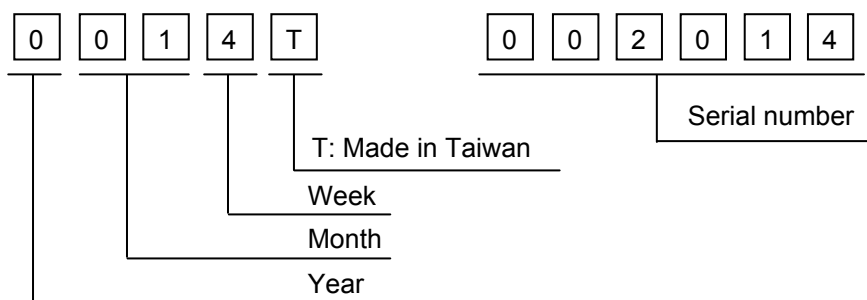 0 0 1 4 T 0 0 2 0 1 4
Serial number
T: Made in Taiwan
Week
Month
Year